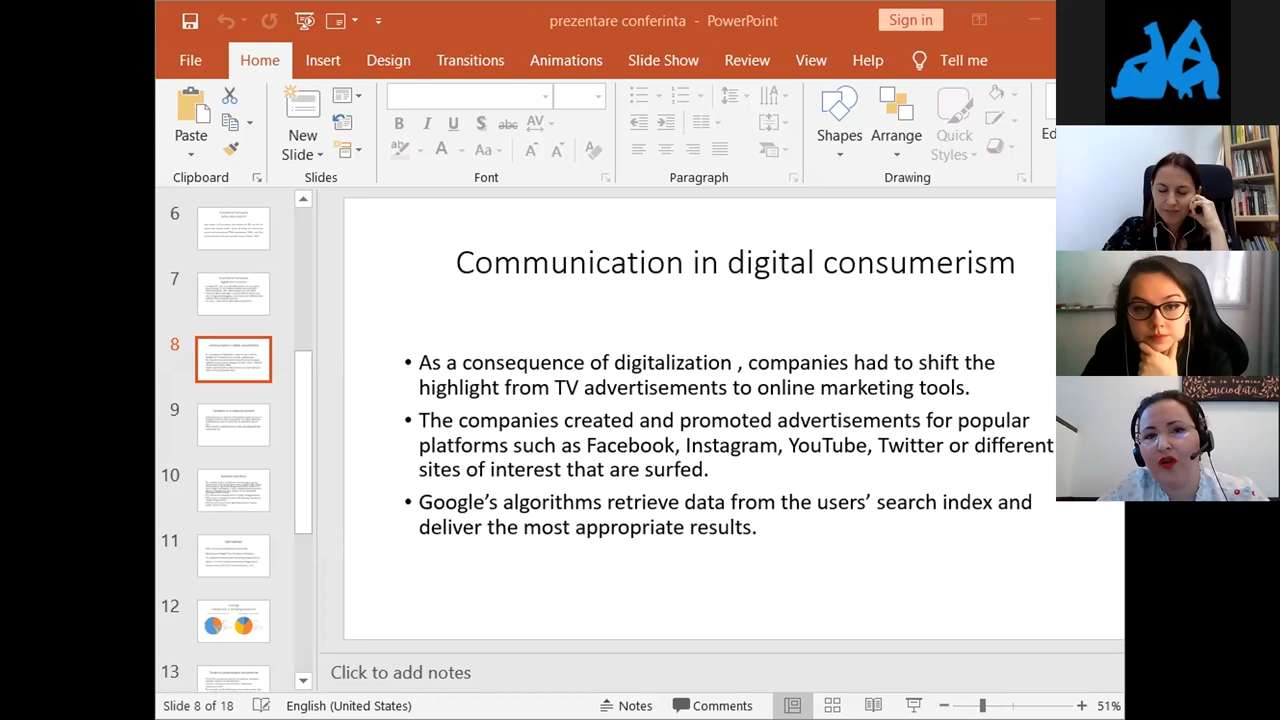 prezentare conferinta - PowerPoint
Sign in
File
Home
Insert
Design
Transitions
Animations
Slide Show
Review
View
Help
Tell me
Paste
New
Slide
Shapes
Arrange
Quick
Styles
Ed
Clipboard
Slides
Font
Paragraph
Drawing
6
7
8
9
10
11
12
13
Communication in digital consumerism
• As a consequence of digitalization , companies had to shift the
highlight from TV advertisements to online marketing tools.
• The companies created and promoted advertisements for popular
platforms such as Facebook, Instagram, YouTube, Twitter or different
sites of interest that are surfed.
• Google's algorithms retrieve data from the users' search index and
deliver the most appropriate results.
niciodată
Click to add notes
Slide 8 of 18
English (United States)
Notes
Comments
51%